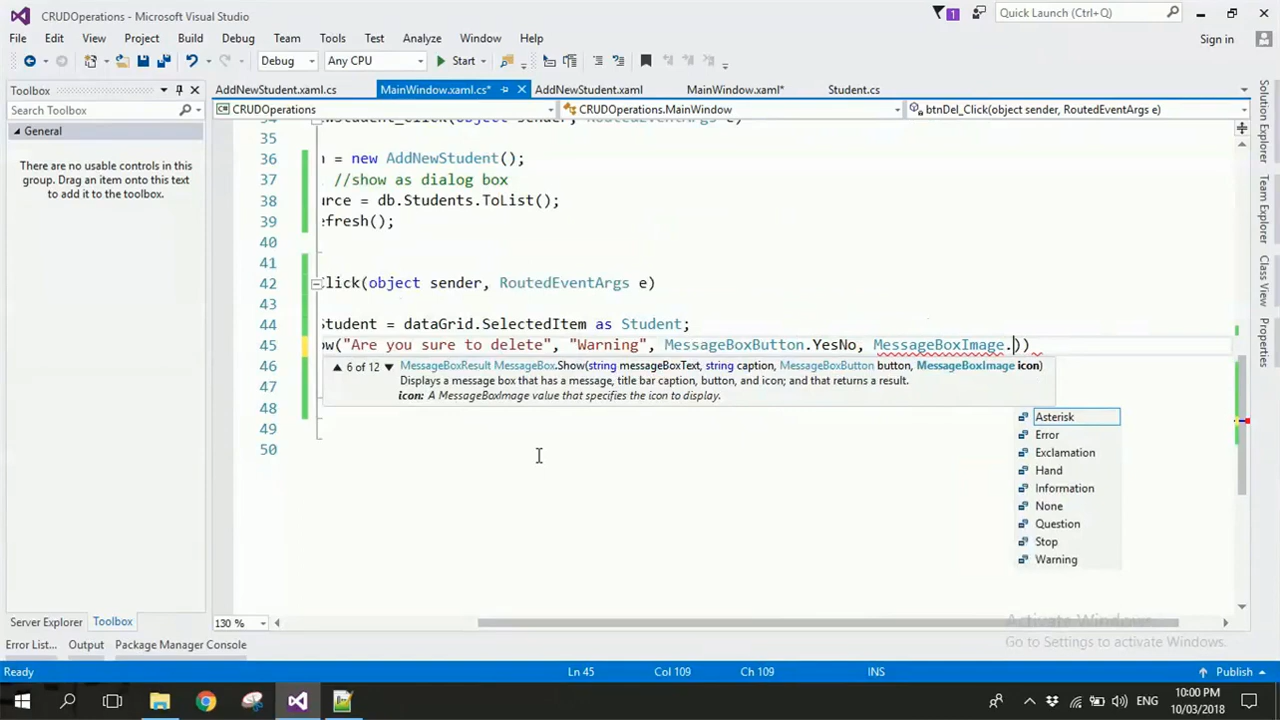 CRUDOperations - Microsoft Visual Studio
1
Quick Launch (Ctrl+Q)
File Edit View Project Build Debug Team Tools Test Analyze Window Help
Sign in
Debug Any CPU Start
Toolbox
AddNewStudent.xaml.cs MainWindow.xaml.cs* AddNewStudent.xaml MainWindow.xaml* Student.cs
Search Toolbox
CRUDOperations CRUDOperations.MainWindow btnDel_Click(object sender, RoutedEventArgs e)
General
There are no usable controls in this
group. Drag an item onto this text
to add it to the toolbox.
34 ewStudent_Click(object sender, RoutedEventArgs e)
35
36 n = new AddNewStudent();
37 //show as dialog box
38 urce = db.Students.ToList();
39 efresh();
40
41
42 Click(object sender, RoutedEventArgs e)
43
44 Student = dataGrid.SelectedItem as Student;
45 ow("Are you sure to delete", "Warning", MessageBoxButton.YesNo, MessageBoxImage.))
46
47
48
49
50
6 of 12 MessageBoxResult MessageBox.Show(string messageBoxText, string caption, MessageBoxButton button, MessageBoxImage icon)
Displays a message box that has a message, title bar caption, button, and icon; and that returns a result.
icon: A MessageBoxImage value that specifies the icon to display.
Asterisk
Error
Exclamation
Hand
Information
None
Question
Stop
Warning
Solution Explorer
Team Explorer
Class View
Properties
Server Explorer Toolbox
130 %
Activate Windows
Go to Settings to activate Windows.
Error List... Output Package Manager Console
Ready Ln 45 Col 109 Ch 109 INS Publish
ENG
10:00 PM
10/03/2018